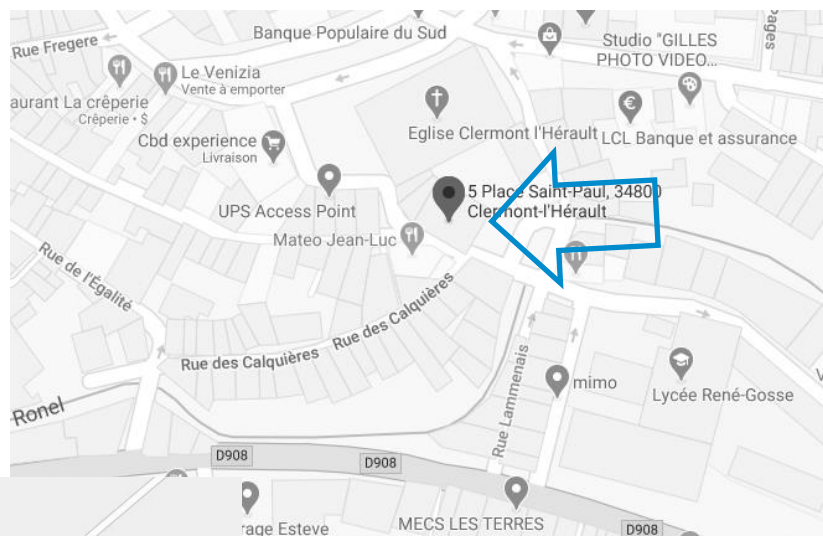 Banque Populaire du Sud
Rue Fregere
Studio "GILLES
PHOTO VIDEO...
Le Venizia
Vente à emporter
aurant La crêperie
Crêperie • $
Cbd experience
Livraison
Eglise Clermont l'Hérault
LCL Banque et assurance
5 Place Saint-Paul, 34800
Clermont-l'Hérault
UPS Access Point
Mateo Jean-Luc
Rue de l'Égalité
Rue des Calquières
Rue des Calquières
Rue Lammenais
mimo
Lycée René-Gosse
Ronel
D908
D908
rage Esteve
MECS LES TERRES
D908